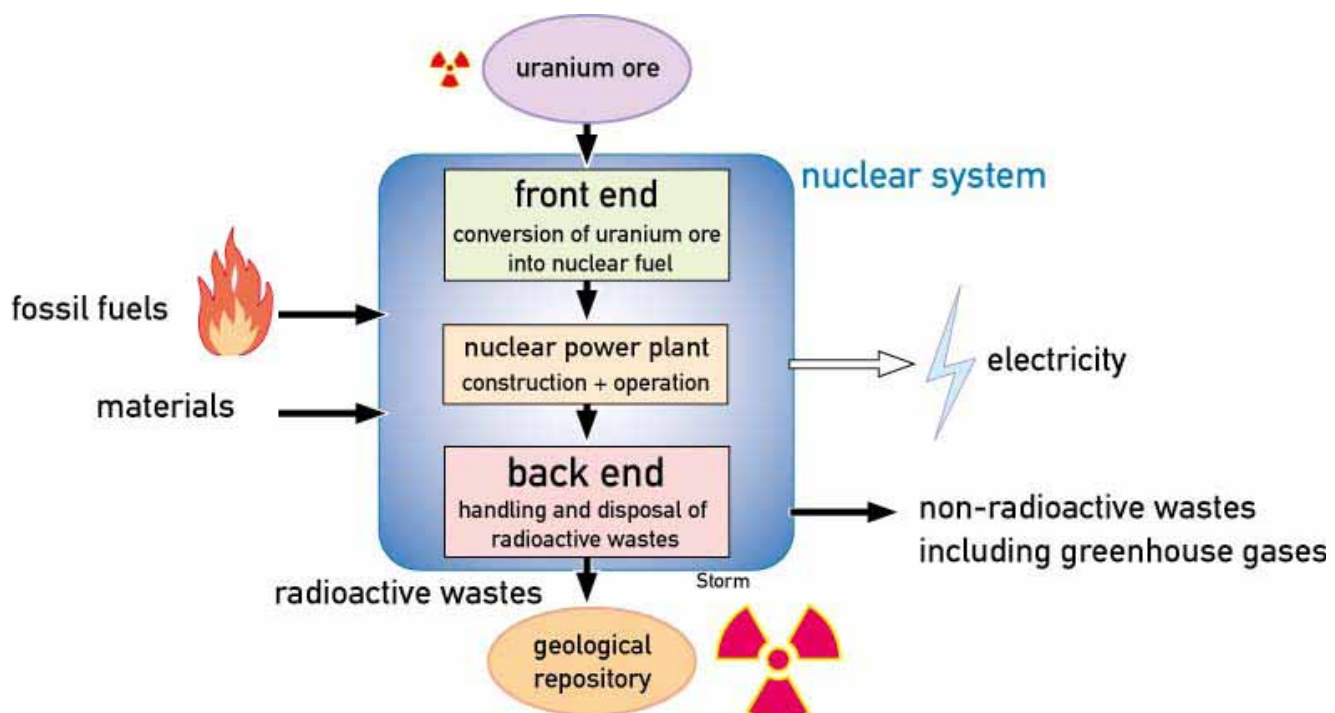 uranium ore
nuclear system
front end
conversion of uranium ore
into nuclear fuel
fossil fuels
nuclear power plant
construction + operation
electricity
materials
back end
handling and disposal of
radioactive wastes
non-radioactive wastes
including greenhouse gases
Storm
radioactive wastes
geological
repository